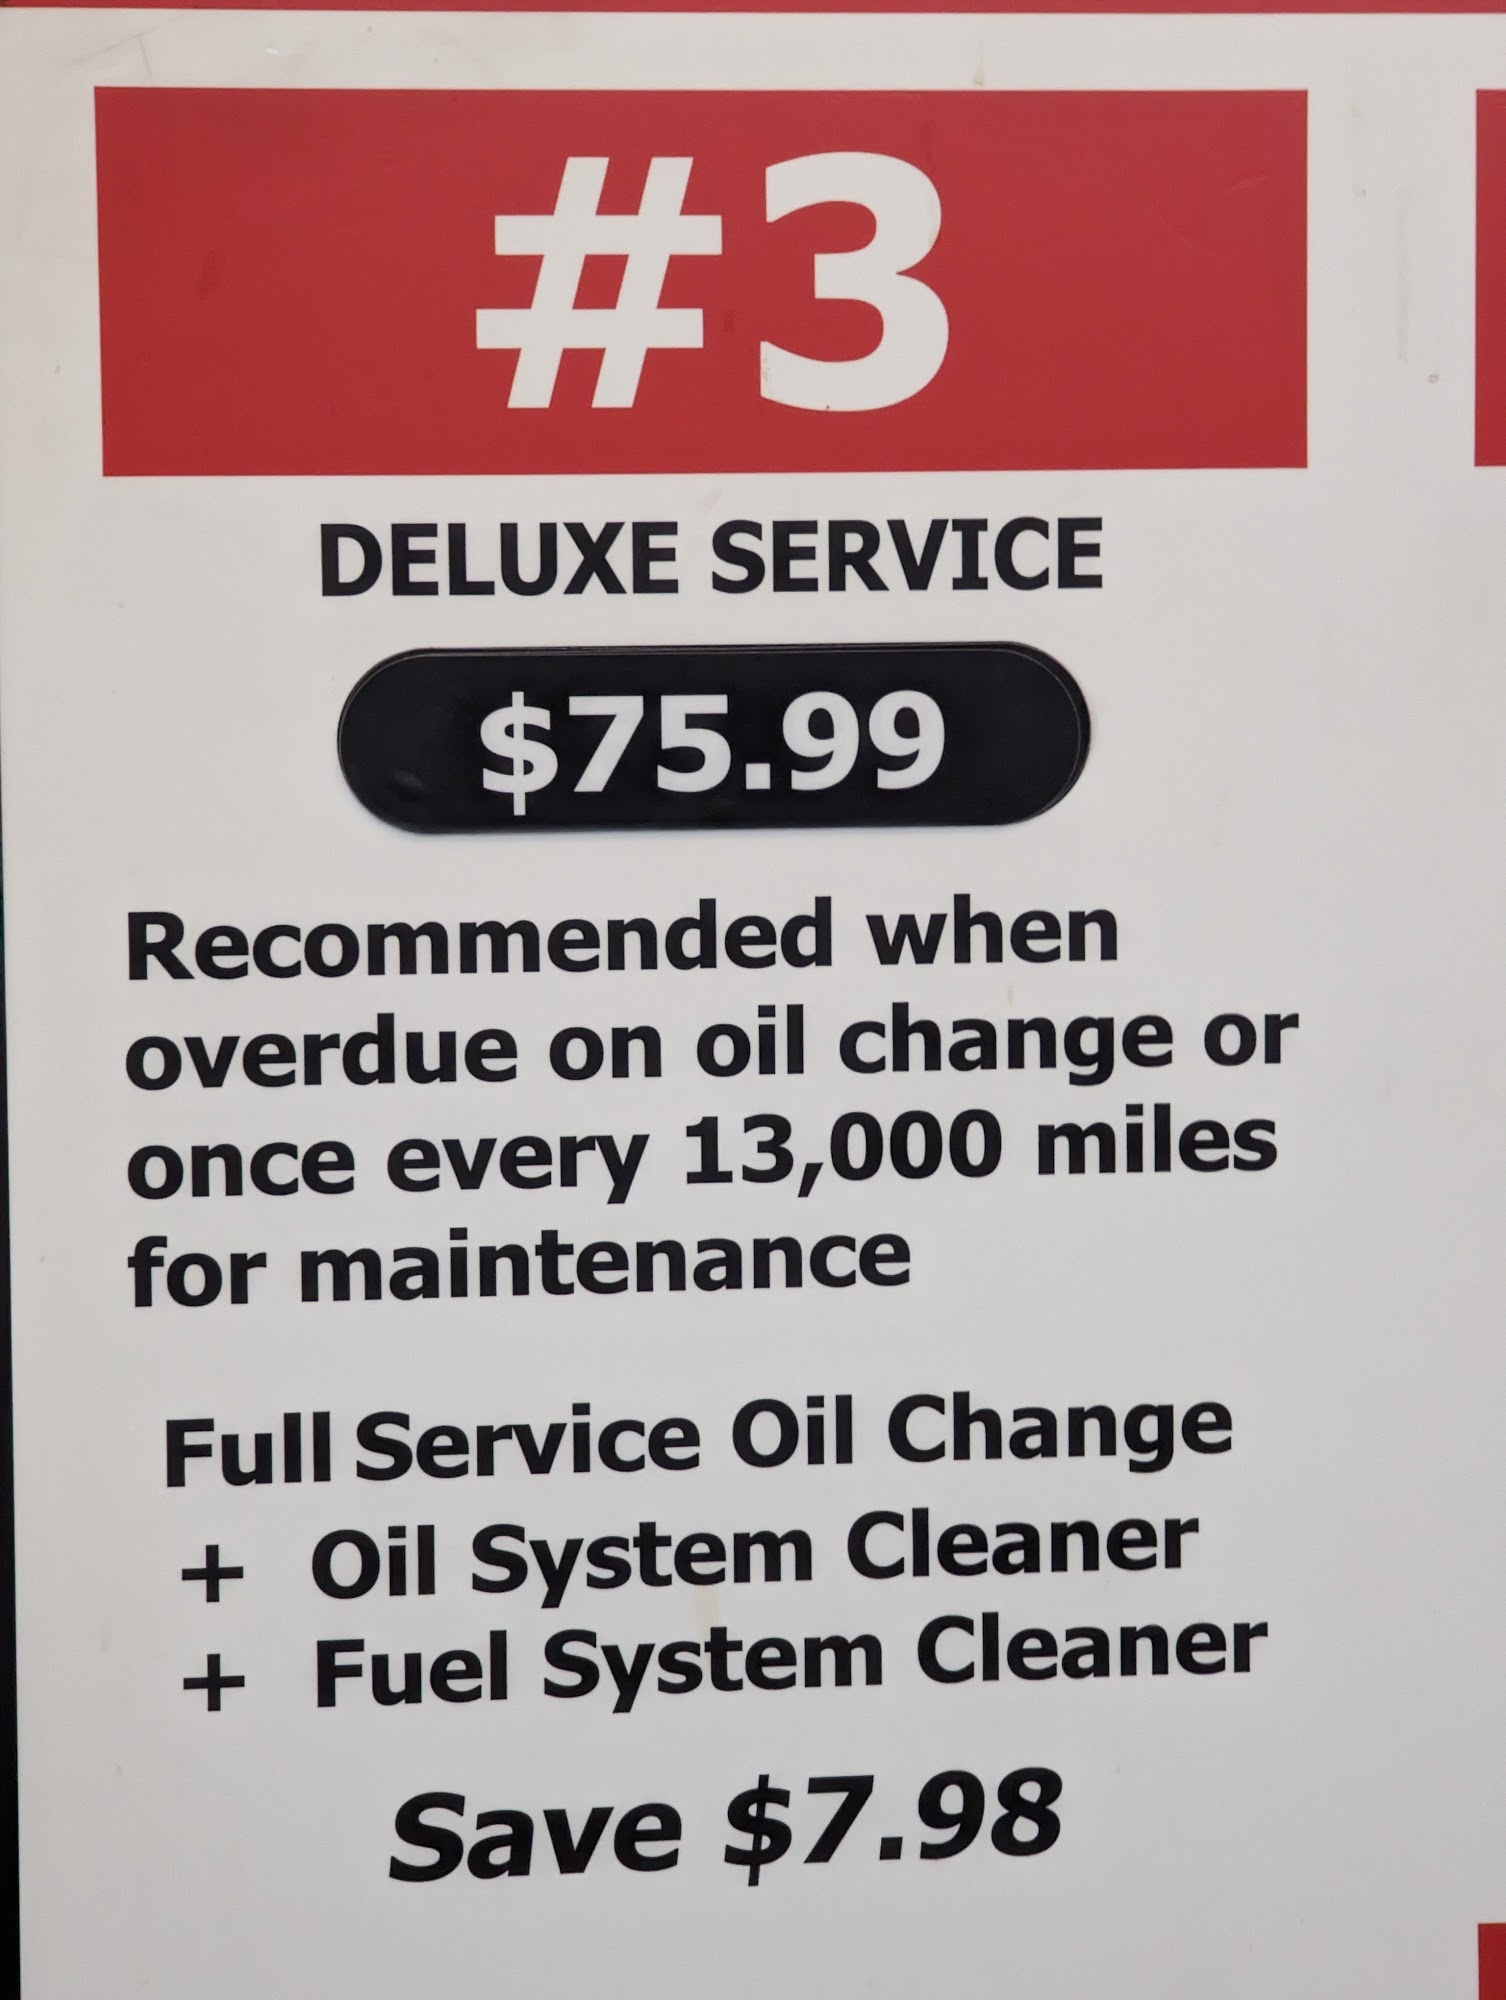 #3
DELUXE SERVICE
$75.99
Recommended when
overdue on oil change or
once every 13,000 miles
for maintenance
Full Service Oil Change
+ Oil System Cleaner
+ Fuel System Cleaner
Save $7.98